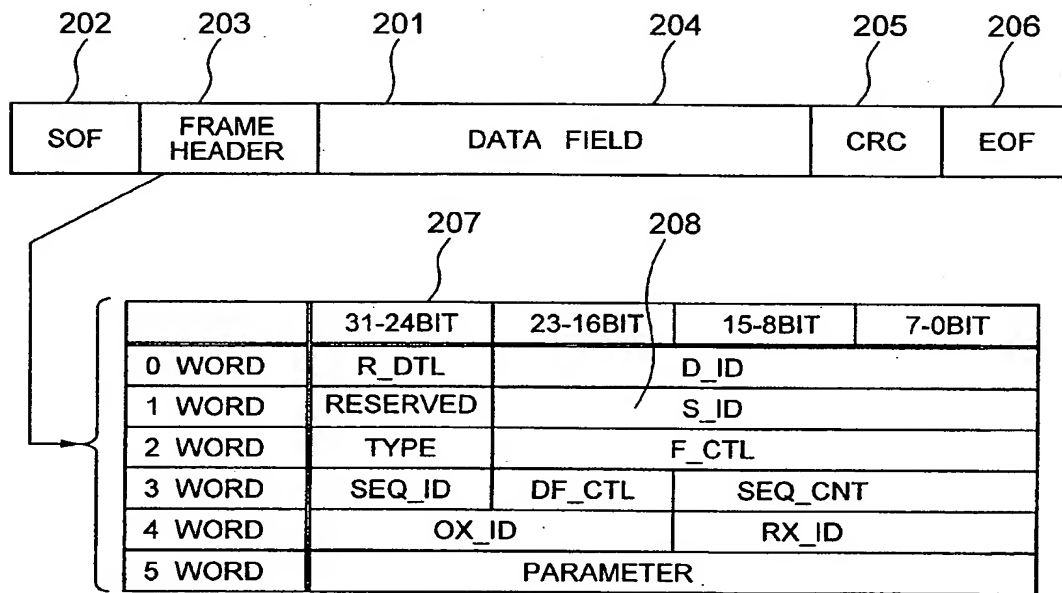 202 203 201 204 205 206
SOF FRAME HEADER DATA FIELD CRC EOF
207 208
31-24BIT 23-16BIT 15-8BIT 7-0BIT
0 WORD R_DTL D_ID
1 WORD RESERVED S_ID
2 WORD TYPE F_CTL
3 WORD SEQ_ID DF_CTL SEQ_CNT
4 WORD OX_ID RX_ID
5 WORD PARAMETER